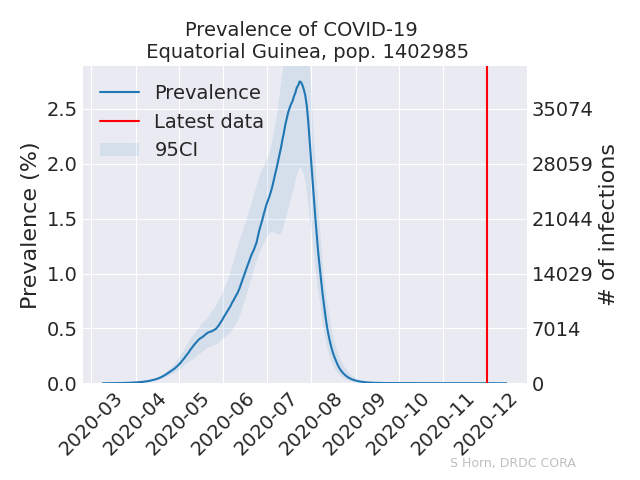 Prevalence of COVID-19
Equatorial Guinea, pop. 1402985
Prevalence
Latest data
95CI
Prevalence (%)
2.5
2.0
1.5
1.0
0.5
0.0
35074
28059
21044
14029
7014
0
# of infections
2020-03
2020-04
2020-05
2020-06
2020-07
2020-08
2020-09
2020-10
2020-11
2020-12
S Horn, DRDC CORA